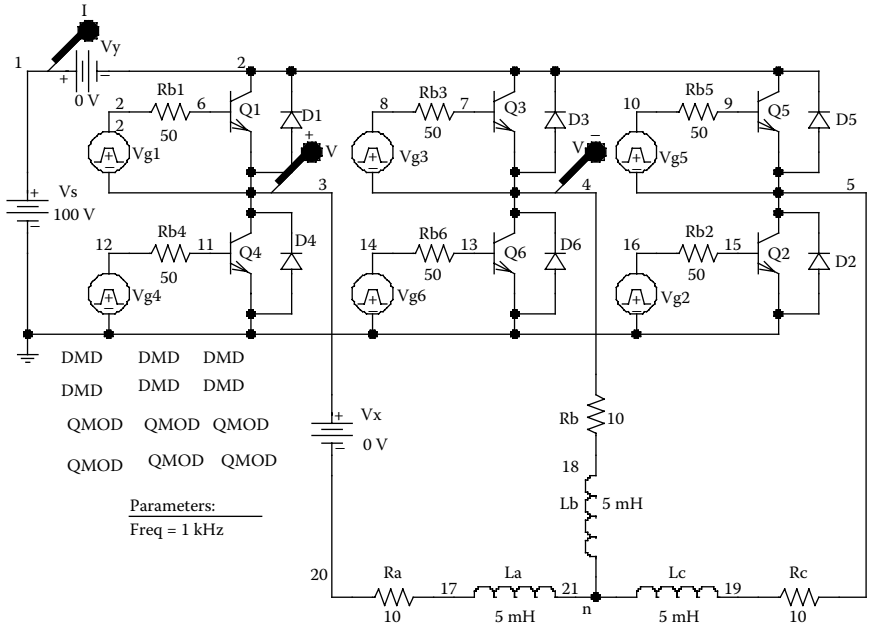 I
Vy
1
+
−
0 V
2
2
2
Rb1
6
50
Q1
D1
Vg1
+
−
8
Rb3
7
50
Q3
D3
Vg3
+
−
10
Rb5
9
50
Q5
D5
Vg5
+
−
+
V
−
V
3
4
5
+
Vs
100 V
−
12
Rb4
11
50
Q4
D4
Vg4
+
−
14
Rb6
13
50
Q6
D6
Vg6
+
−
16
Rb2
15
50
Q2
D2
Vg2
+
−
DMD DMD DMD
DMD DMD DMD
QMOD QMOD QMOD
QMOD QMOD QMOD
+
Vx
−
0 V
Rb
10
18
Lb
5 mH
Parameters:
Freq = 1 kHz
20
Ra
10
17
La
5 mH
21
n
Lc
5 mH
19
Rc
10